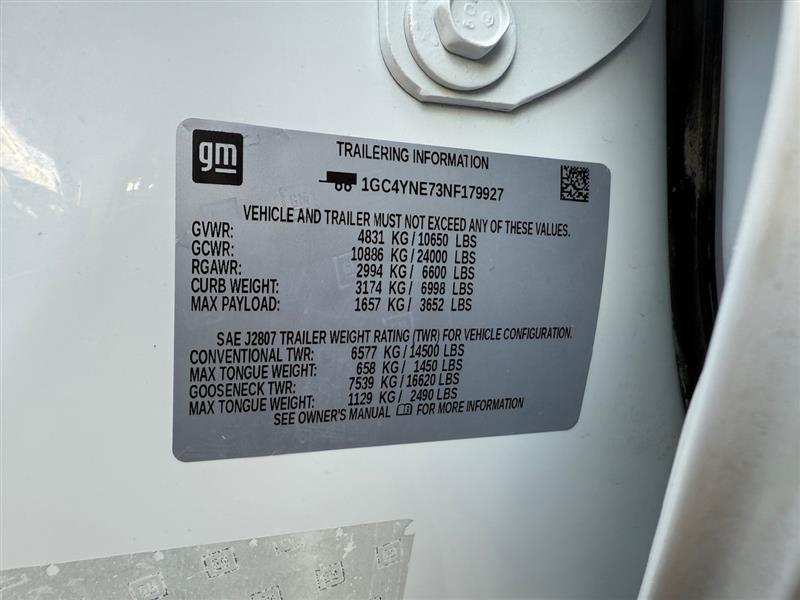 gm
TRAILERING INFORMATION
1GC4YNE73NF179927
VEHICLE AND TRAILER MUST NOT EXCEED ANY OF THESE VALUES.
GVWR: 4831 KG/10650 LBS
GCWR: 10886 KG/24000 LBS
RGAWR: 2994 KG/ 6600 LBS
CURB WEIGHT: 3174 KG/ 6998 LBS
MAX PAYLOAD: 1657 KG/ 3652 LBS
SAE J2807 TRAILER WEIGHT RATING (TWR) FOR VEHICLE CONFIGURATION.
CONVENTIONAL TWR: 6577 KG/14500 LBS
MAX TONGUE WEIGHT: 658 KG/ 1450 LBS
GOOSENECK TWR: 7539 KG/16620 LBS
MAX TONGUE WEIGHT: 1129 KG/ 2490 LBS
SEE OWNER'S MANUAL FOR MORE INFORMATION